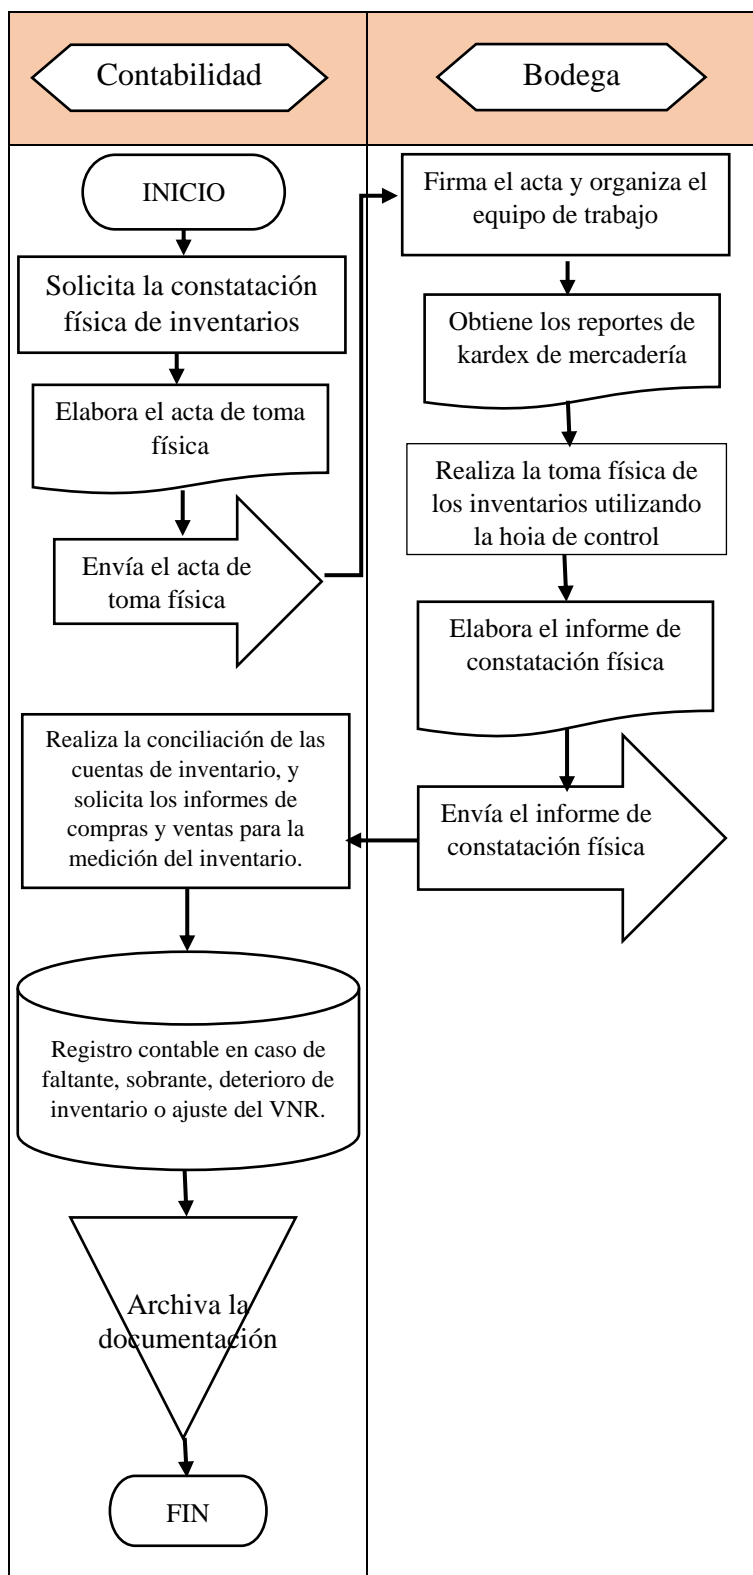 Contabilidad
Bodega
INICIO
Solicita la constatación
física de inventarios
Elabora el acta de toma
física
Envía el acta de
toma física
Firma el acta y organiza el
equipo de trabajo
Obtiene los reportes de
kardex de mercadería
Realiza la toma física de
los inventarios utilizando
la hoja de control
Elabora el informe de
constatación física
Envía el informe de
constatación física
Realiza la conciliación de las
cuentas de inventario, y
solicita los informes de
compras y ventas para la
medición del inventario.
Registro contable en caso de
faltante, sobrante, deterioro de
inventario o ajuste del VNR.
Archiva la
documentación
FIN